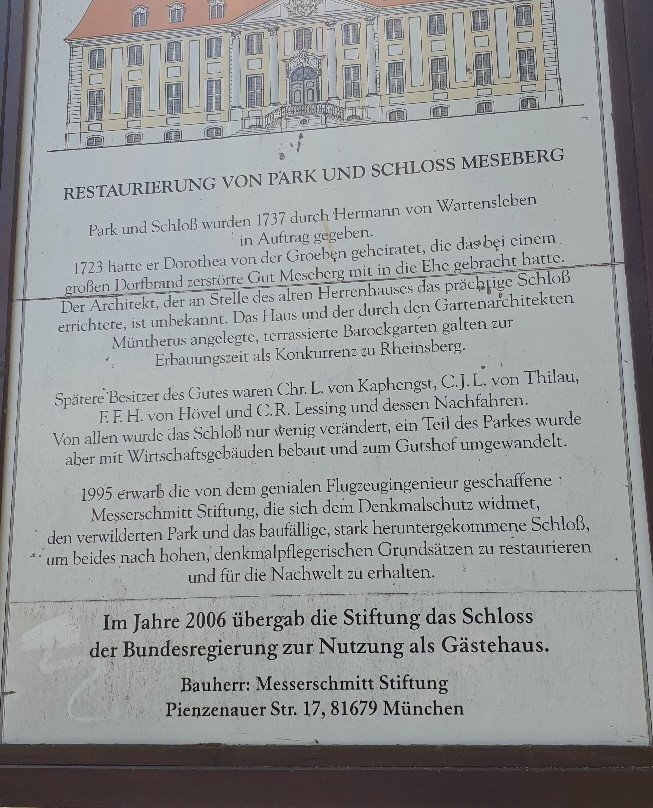 RESTAURIERUNG VON PARK UND SCHLOSS MESEBERG
Park und Schloß wurden 1737 durch Hermann von Wartensleben
in Auftrag gegeben.
1723 hatte er Dorothea von der Groeben geheiratet, die das bei einem
großen Dorfbrand zerstörte Gut Meseberg mit in die Ehe gebracht hatte.
Der Architekt, der an Stelle des alten Herrenhauses das prächtige Schloß
errichtete, ist unbekannt. Das Haus und der durch den Gartenarchitekten
Müntherus angelegte, terrassierte Barockgarten galten zur
Erbauungszeit als Konkurrenz zu Rheinsberg.
Spätere Besitzer des Gutes waren Chr. L. von Kaphengst, C.J.L. von Thilau,
F.F.H. von Hövel und C.R. Lessing und dessen Nachfahren.
Von allen wurde das Schloß nur wenig verändert, ein Teil des Parkes wurde
aber mit Wirtschaftsgebäuden bebaut und zum Gutshof umgewandelt.
1995 erwarb die von dem genialen Flugzeugingenieur geschaffene
Messerschmitt Stiftung, die sich dem Denkmalschutz widmet,
den verwilderten Park und das baufällige, stark heruntergekommene Schloß,
um beides nach hohen, denkmalpflegerischen Grundsätzen zu restaurieren
und für die Nachwelt zu erhalten.
Im Jahre 2006 übergab die Stiftung das Schloss
der Bundesregierung zur Nutzung als Gästehaus.
Bauherr: Messerschmitt Stiftung
Pienzenauer Str. 17, 81679 München